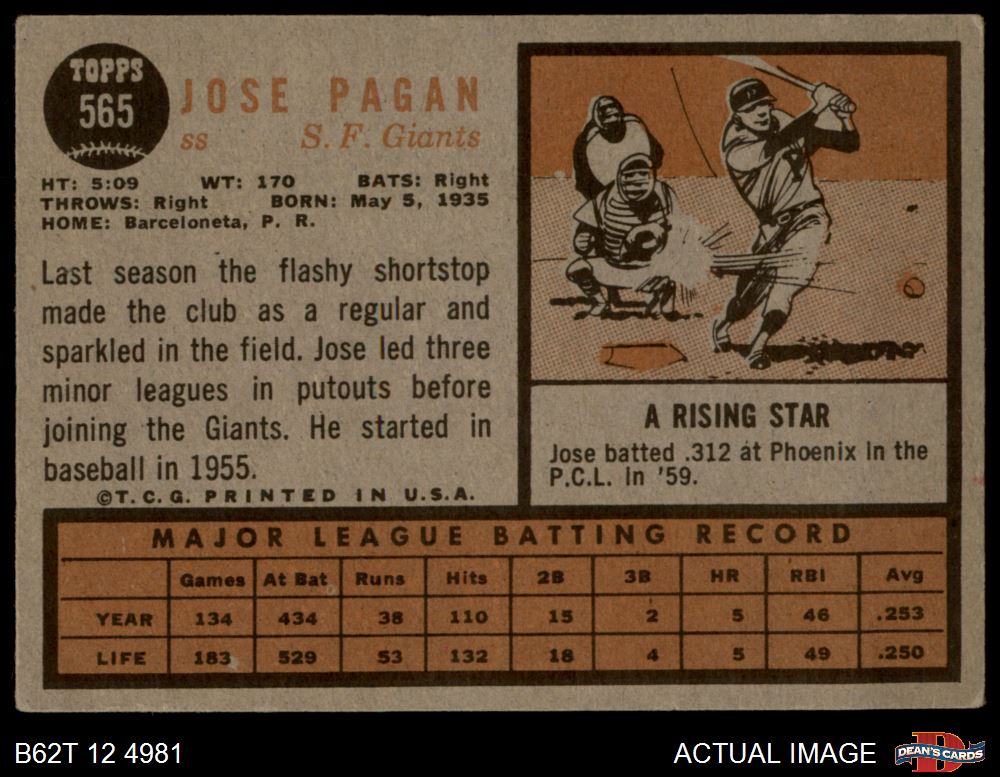 TOPPS
565
JOSE PAGAN
ss S. F. Giants
HT: 5:09 WT: 170 BATS: Right
THROWS: Right BORN: May 5, 1935
HOME: Barceloneta, P. R.
Last season the flashy shortstop
made the club as a regular and
sparkled in the field. Jose led three
minor leagues in putouts before
joining the Giants. He started in
baseball in 1955.
©T. C. G. PRINTED IN U.S.A.
P
A RISING STAR
Jose batted .312 at Phoenix in the
P.C.L. in '59.
MAJOR LEAGUE BATTING RECORD
Games At Bat Runs Hits 2B 3B HR RBI Avg
YEAR 134 434 38 110 15 2 5 46 .253
LIFE 183 529 53 132 18 4 5 49 .250
B62T 12 4981
ACTUAL IMAGE
D
DEAN'S CARDS